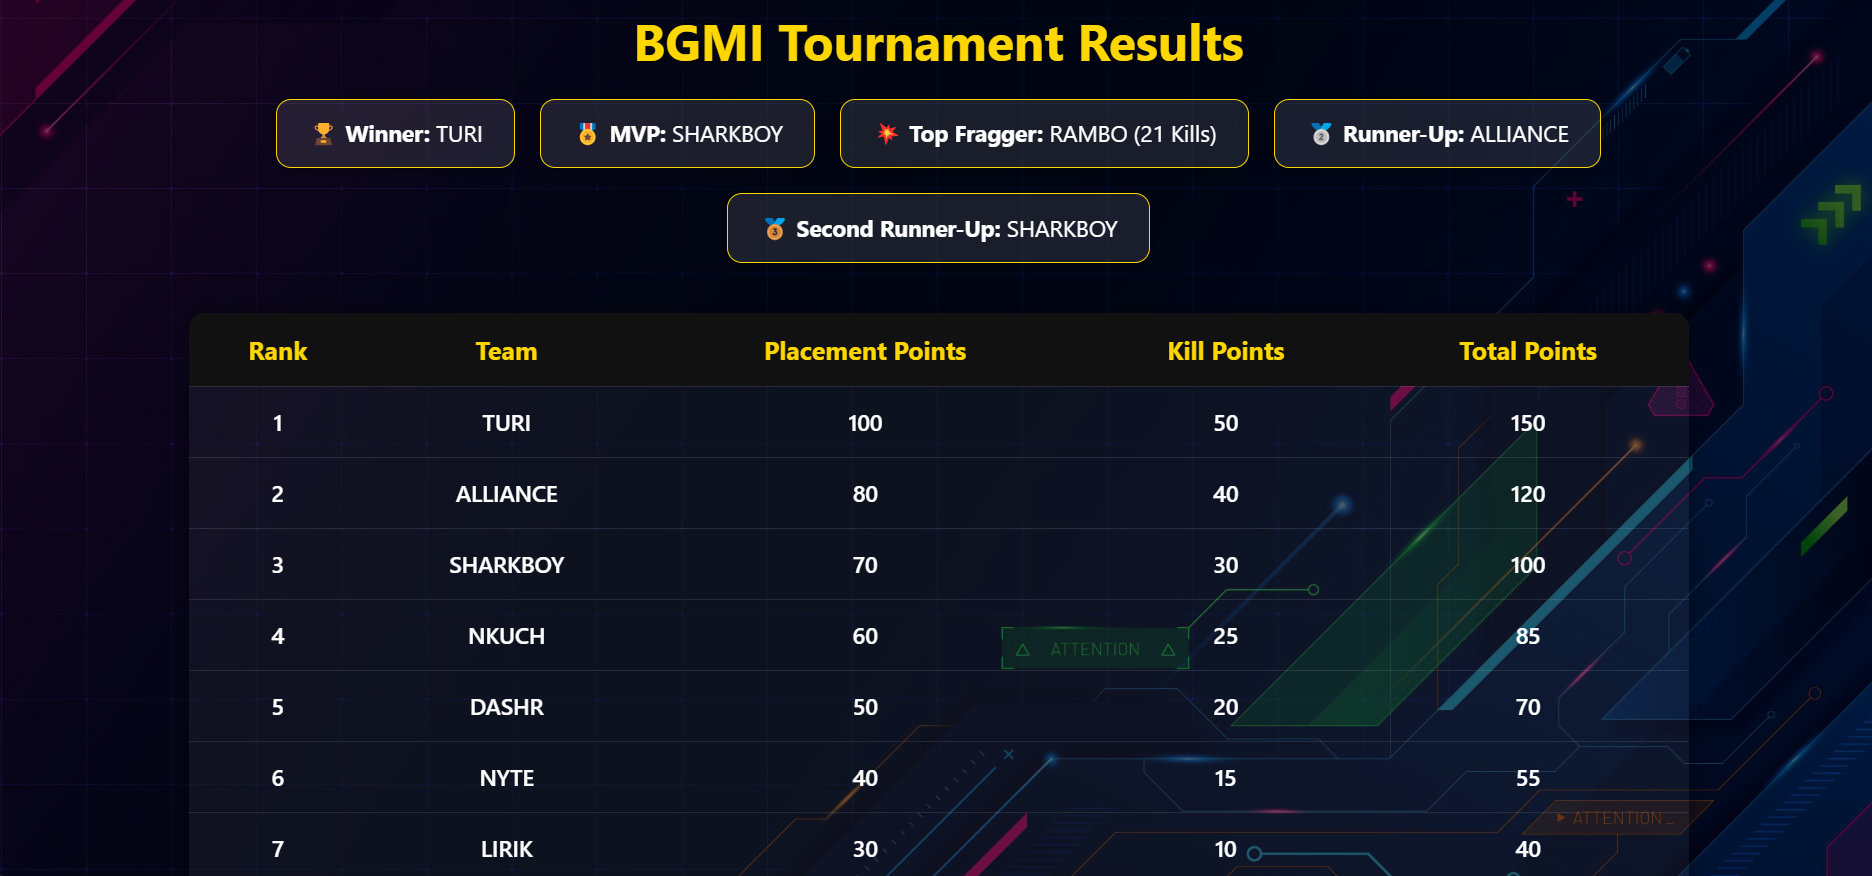 BGMI Tournament Results
🏆 Winner: TURI
🏅 MVP: SHARKBOY
💥 Top Fragger: RAMBO (21 Kills)
🥈 Runner-Up: ALLIANCE
🥉 Second Runner-Up: SHARKBOY
Rank Team Placement Points Kill Points Total Points
1 TURI 100 50 150
2 ALLIANCE 80 40 120
3 SHARKBOY 70 30 100
4 NKUCH 60 25 85
ATTENTION
5 DASHR 50 20 70
6 NYTE 40 15 55
ATTENTION _
7 LIRIK 30 10 40